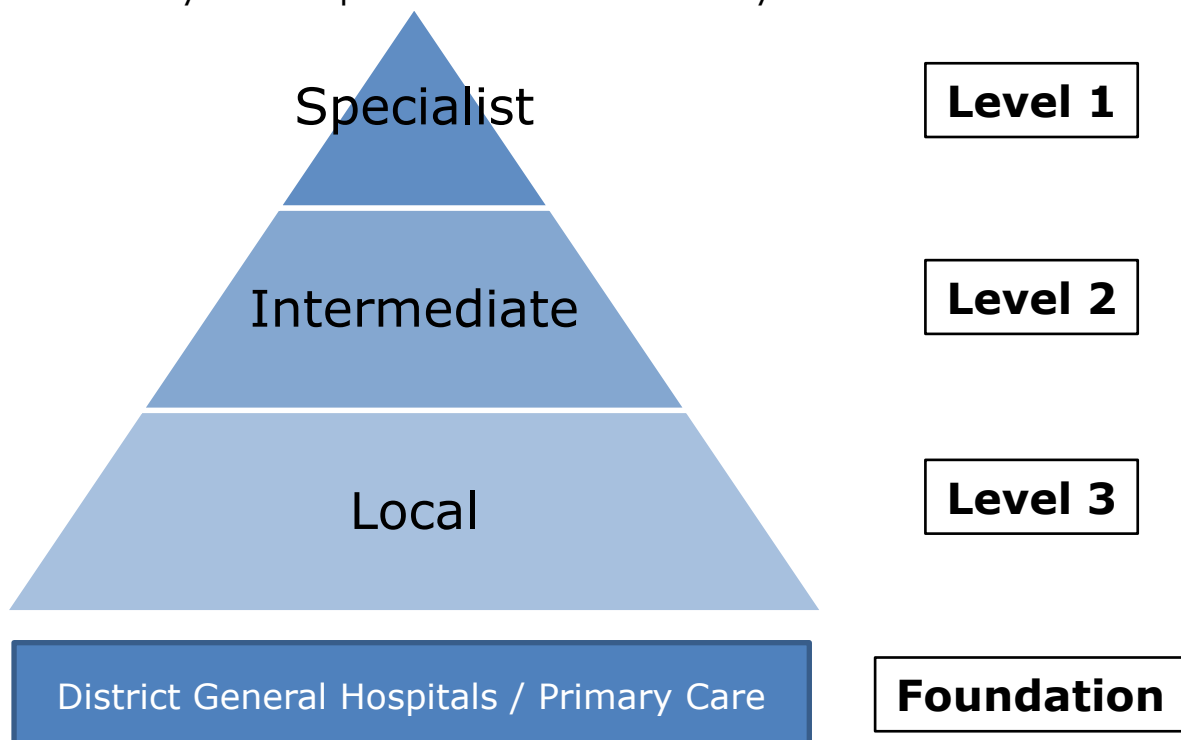 Specialist
Level 1
Intermediate
Level 2
Local
Level 3
District General Hospitals / Primary Care
Foundation